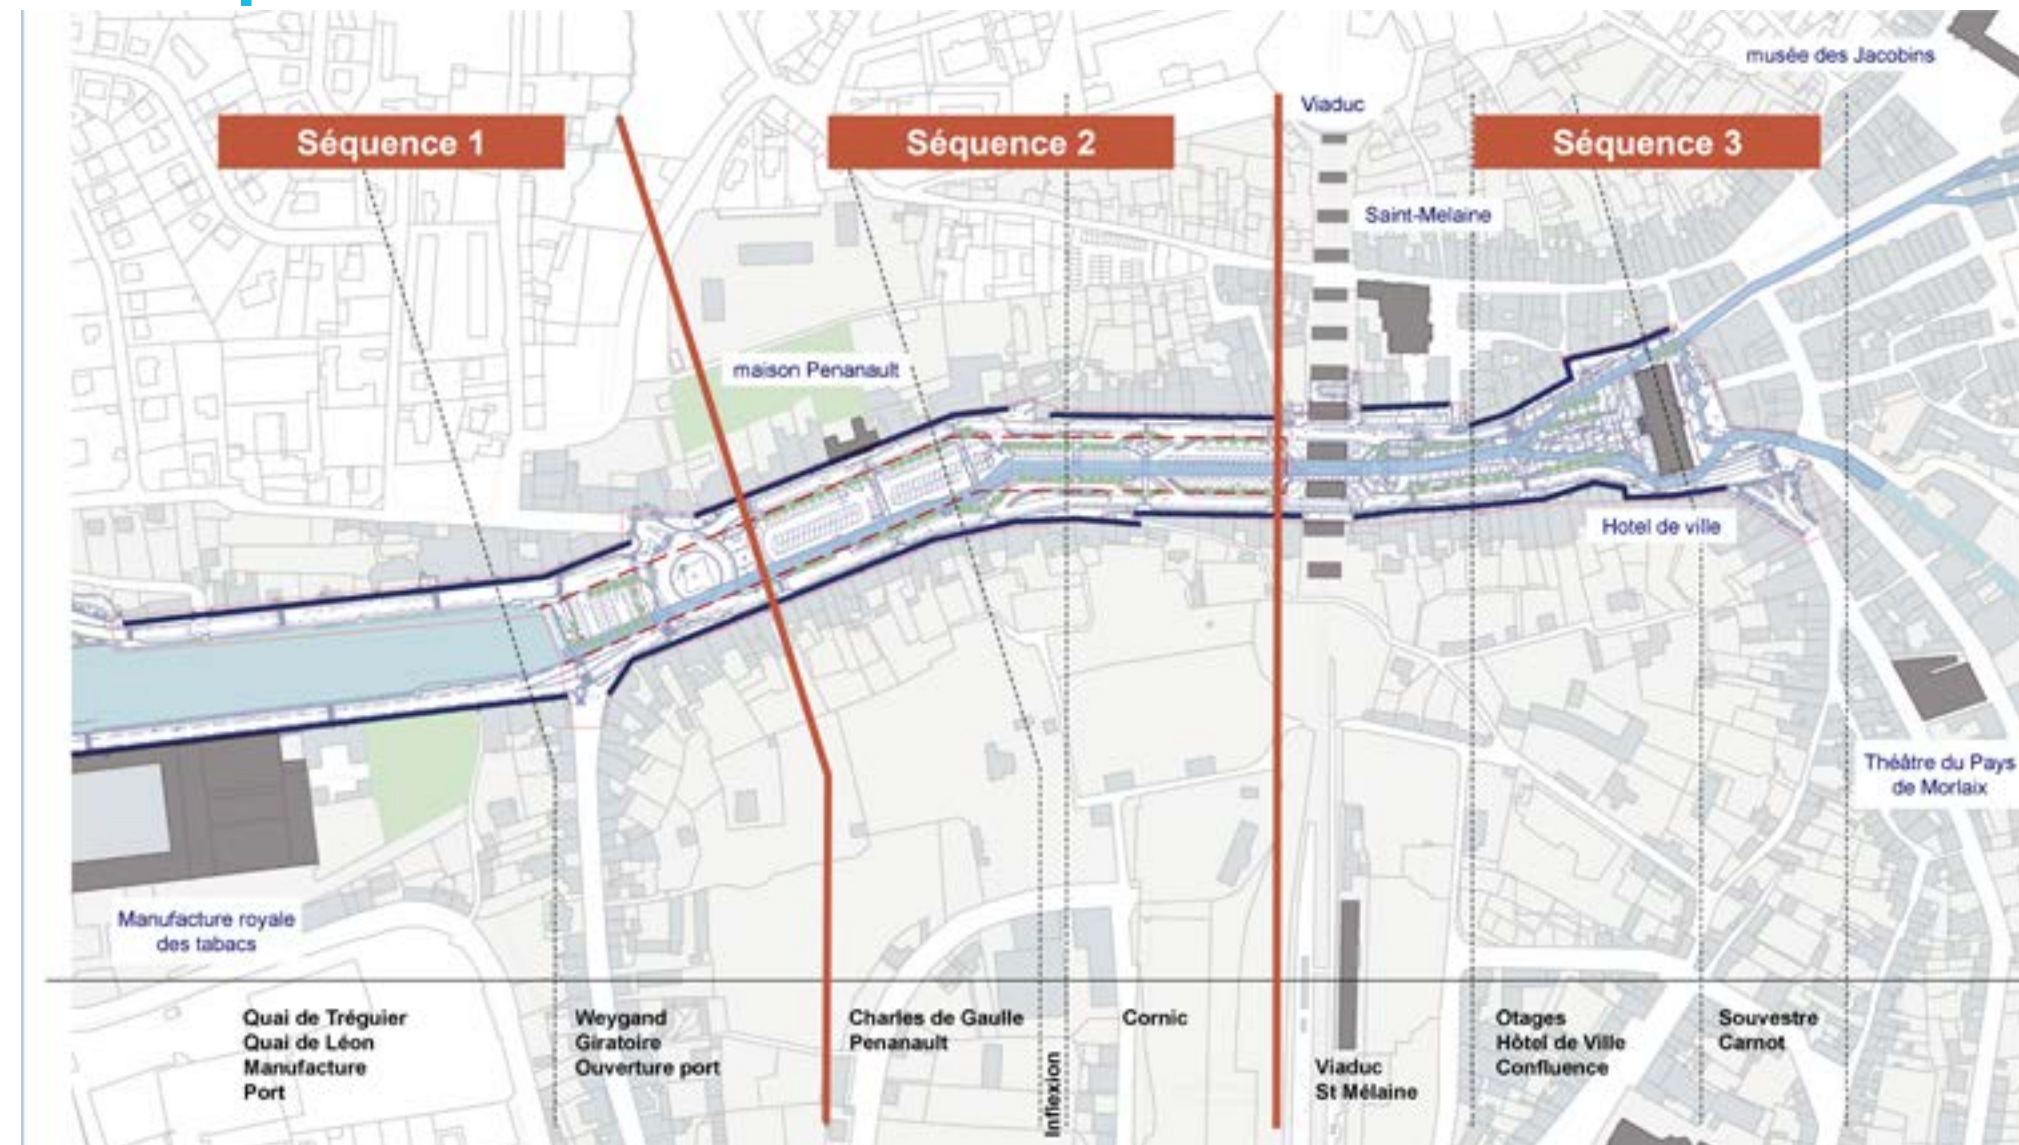 musée des Jacobins
Viaduc
Séquence 1
Séquence 2
Séquence 3
Saint-Melaine
maison Penanault
Hotel de ville
Théâtre du Pays
de Morlaix
Manufacture royale
des tabacs
Quai de Tréguier
Quai de Léon
Manufacture
Port
Weygand
Giratoire
Ouverture port
Charles de Gaulle
Penanault
Inflexion
Cornic
Viaduc
St Mélaine
Otages
Hôtel de Ville
Confluence
Souvestre
Carnot